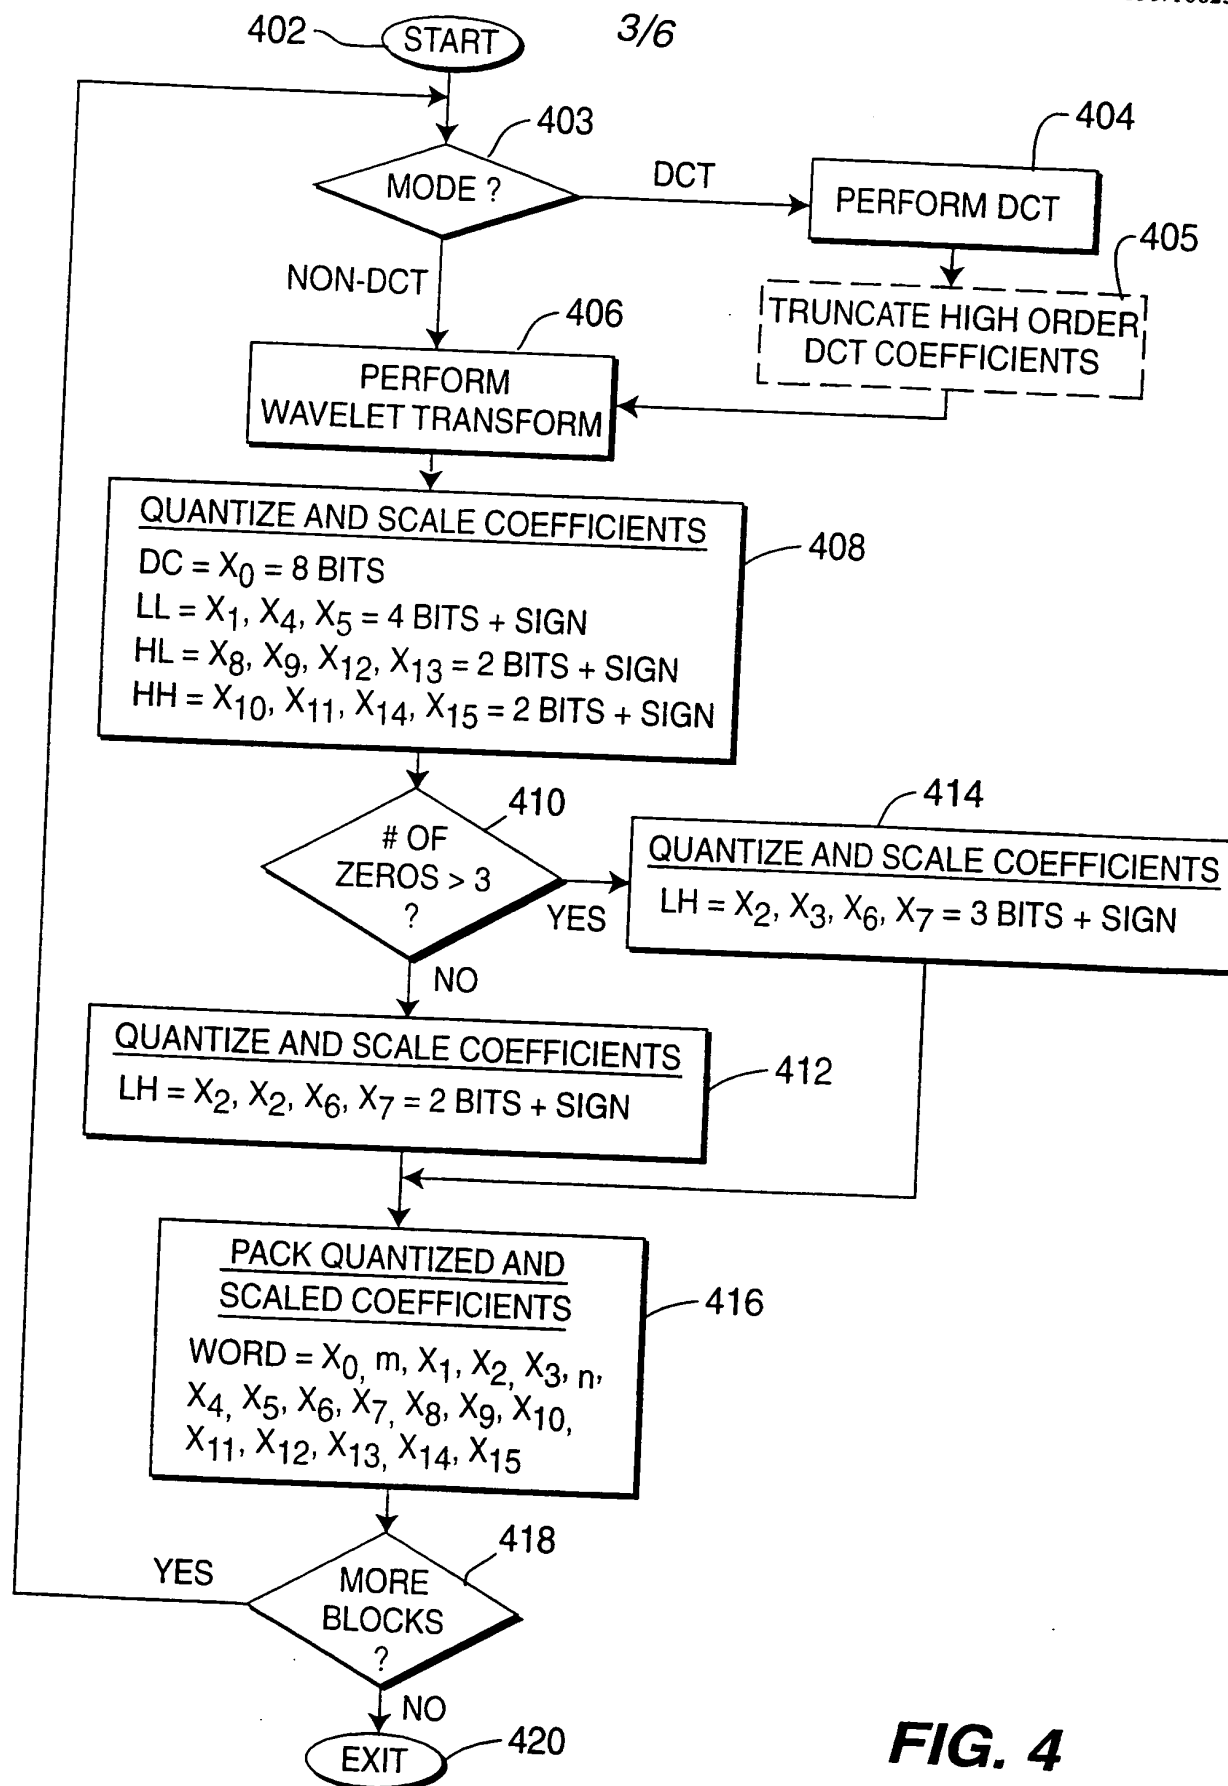 3/6
402
START
403
MODE ?
DCT
404
PERFORM DCT
405
TRUNCATE HIGH ORDER
DCT COEFFICIENTS
NON-DCT
406
PERFORM
WAVELET TRANSFORM
QUANTIZE AND SCALE COEFFICIENTS
DC = X0 = 8 BITS
LL = X1, X4, X5 = 4 BITS + SIGN
HL = X8, X9, X12, X13 = 2 BITS + SIGN
HH = X10, X11, X14, X15 = 2 BITS + SIGN
408
410
# OF
ZEROS > 3
?
YES
414
QUANTIZE AND SCALE COEFFICIENTS
LH = X2, X3, X6, X7 = 3 BITS + SIGN
NO
QUANTIZE AND SCALE COEFFICIENTS
LH = X2, X2, X6, X7 = 2 BITS + SIGN
412
PACK QUANTIZED AND
SCALED COEFFICIENTS
WORD = X0, m, X1, X2, X3, n,
X4, X5, X6, X7, X8, X9, X10,
X11, X12, X13, X14, X15
416
418
MORE
BLOCKS
?
YES
NO
EXIT
420
FIG. 4